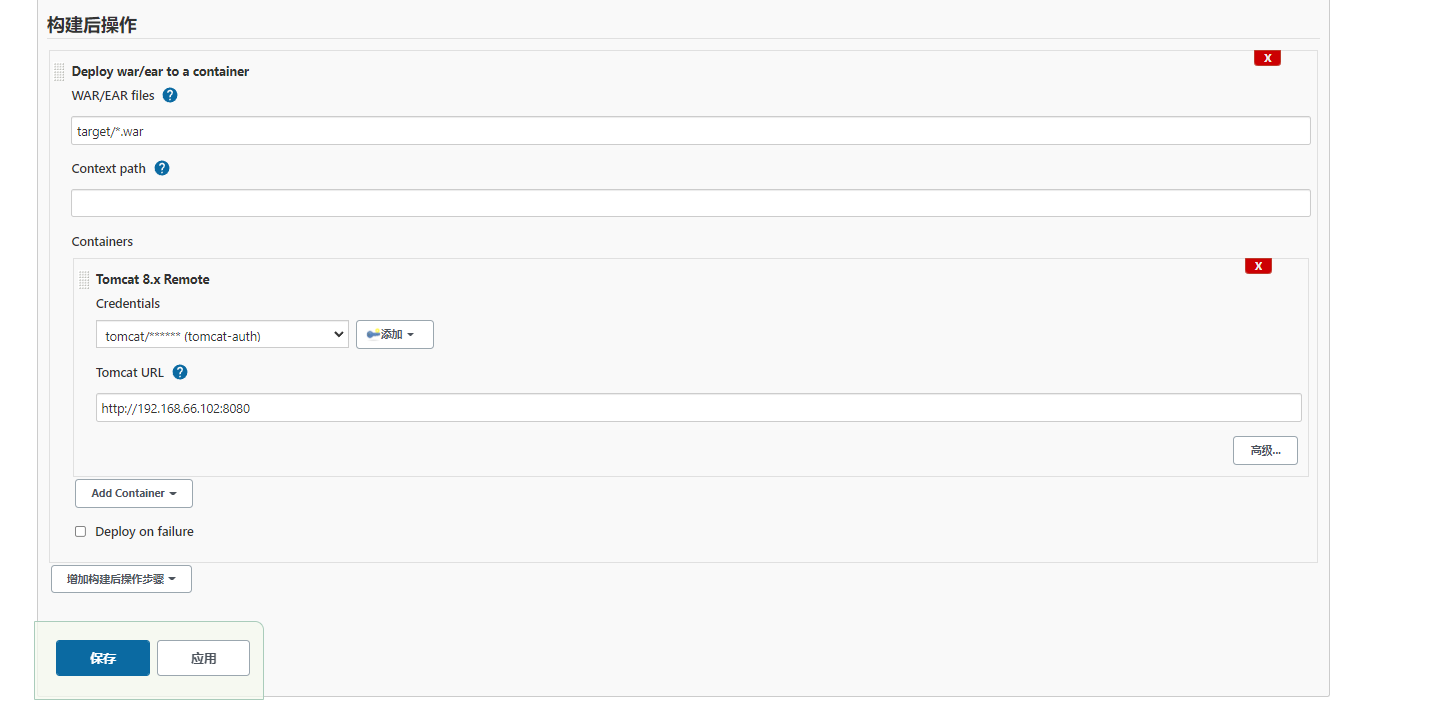 构建后操作
X
Deploy war/ear to a container
WAR/EAR files ?
target/*.war
Context path ?
Containers
X
Tomcat 8.x Remote
Credentials
tomcat/****** (tomcat-auth) 添加
Tomcat URL ?
http://192.168.66.102:8080
高级...
Add Container
Deploy on failure
增加构建后操作步骤
保存 应用